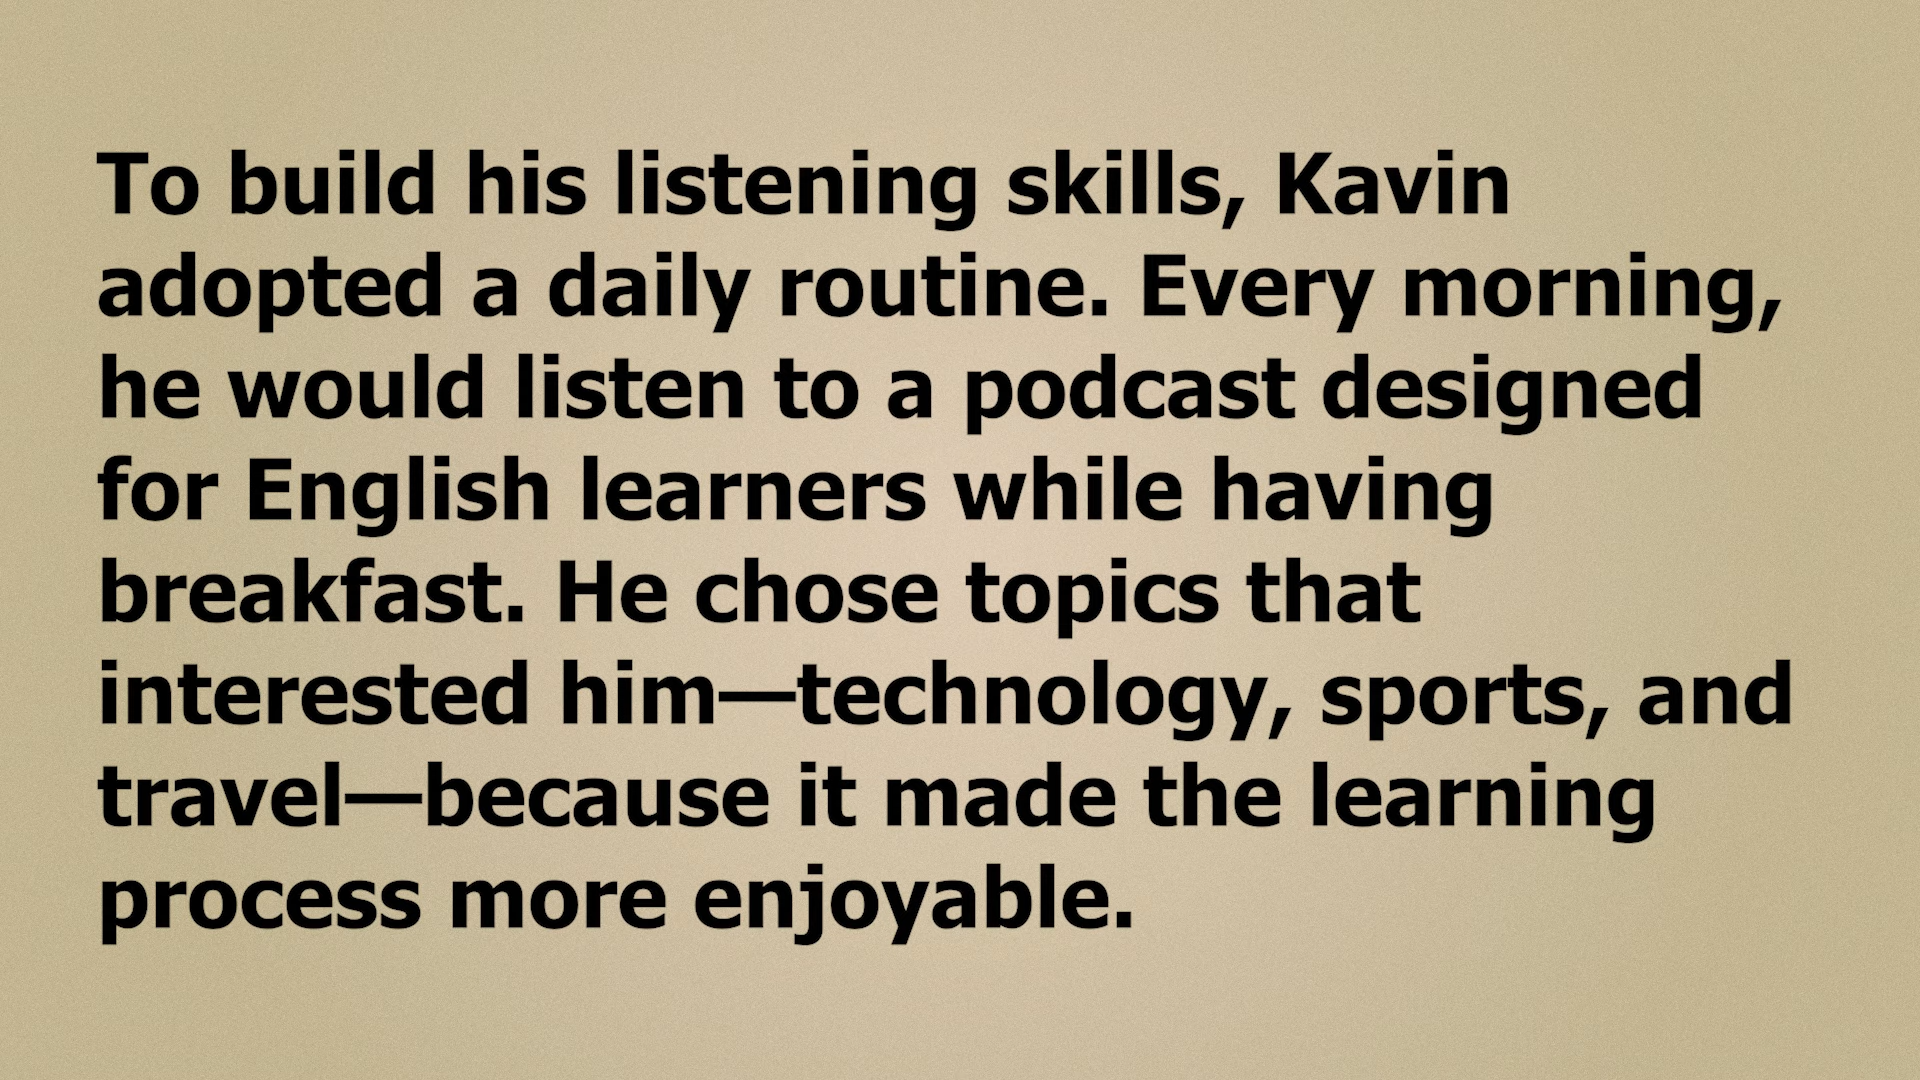 To build his listening skills, Kavin
adopted a daily routine. Every morning,
he would listen to a podcast designed
for English learners while having
breakfast. He chose topics that
interested him—technology, sports, and
travel—because it made the learning
process more enjoyable.